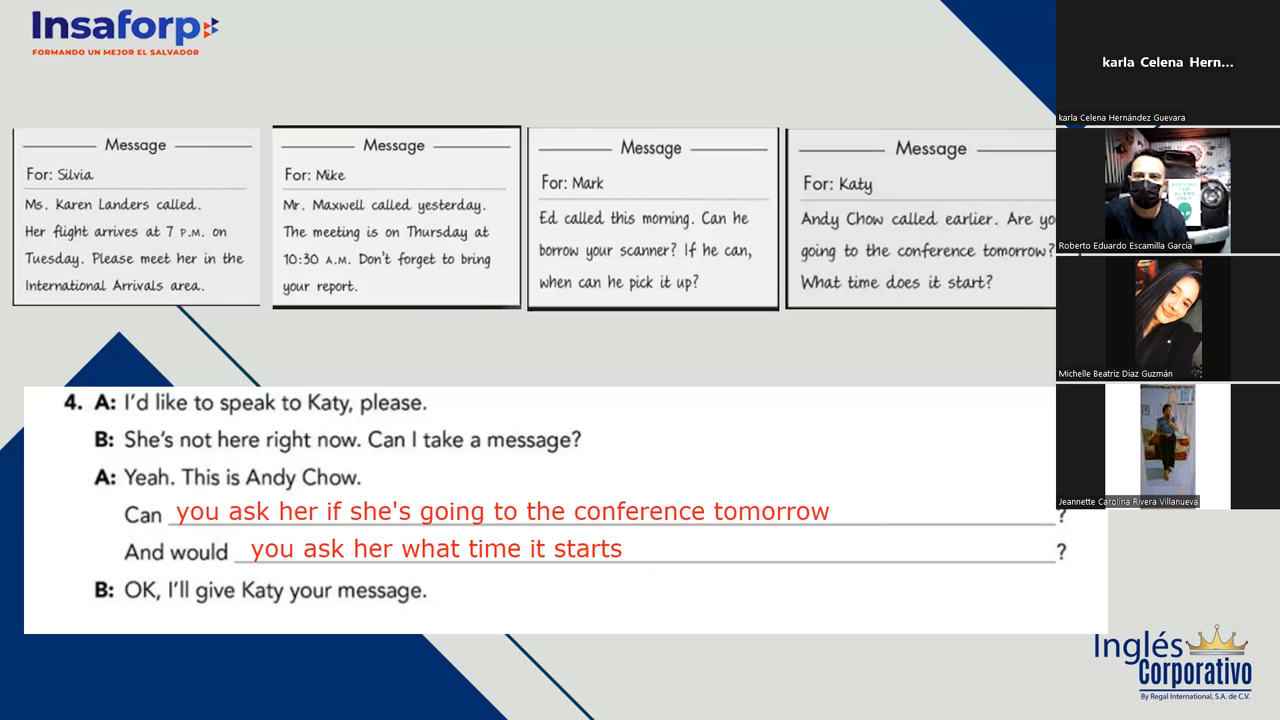 Insaforp
FORMANDO UN MEJOR EL SALVADOR
Message
For: Silvia
Ms. Karen Landers called.
Her flight arrives at 7 P.M. on
Tuesday. Please meet her in the
International Arrivals area.
Message
For: Mike
Mr. Maxwell called yesterday.
The meeting is on Thursday at
10:30 A.M. Don't forget to bring
your report.
Message
For: Mark
Ed called this morning. Can he
borrow your scanner? If he can,
when can he pick it up?
Message
For: Katy
Andy Chow called earlier. Are yo
going to the conference tomorrow?
What time does it start?
4. A: I'd like to speak to Katy, please.
B: She's not here right now. Can I take a message?
A: Yeah. This is Andy Chow.
Can you ask her if she's going to the conference tomorrow ?
And would you ask her what time it starts ?
B: OK, I'll give Katy your message.
karla Celena Hern...
karla Celena Hernández Guevara
Roberto Eduardo Escamilla García
Michelle Beatriz Diaz Guzmán
Jeannette Carolina Rivera Villanueva
Inglés
Corporativo
By Regal International, S.A. de C.V.